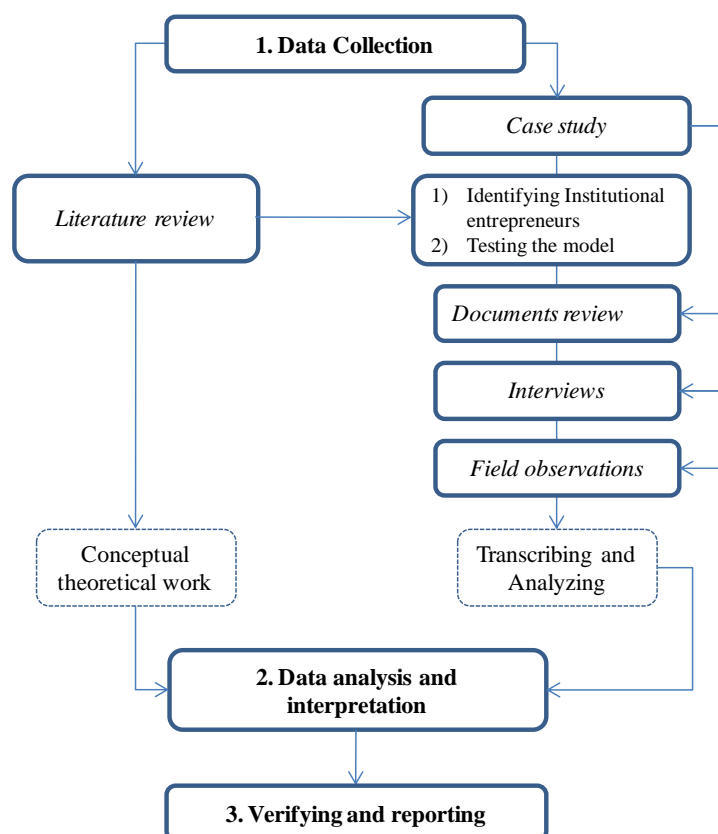 1. Data Collection
Case study
Literature review
1) Identifying Institutional
entrepreneurs
2) Testing the model
Documents review
Interviews
Field observations
Conceptual
theoretical work
Transcribing and
Analyzing
2. Data analysis and
interpretation
3. Verifying and reporting